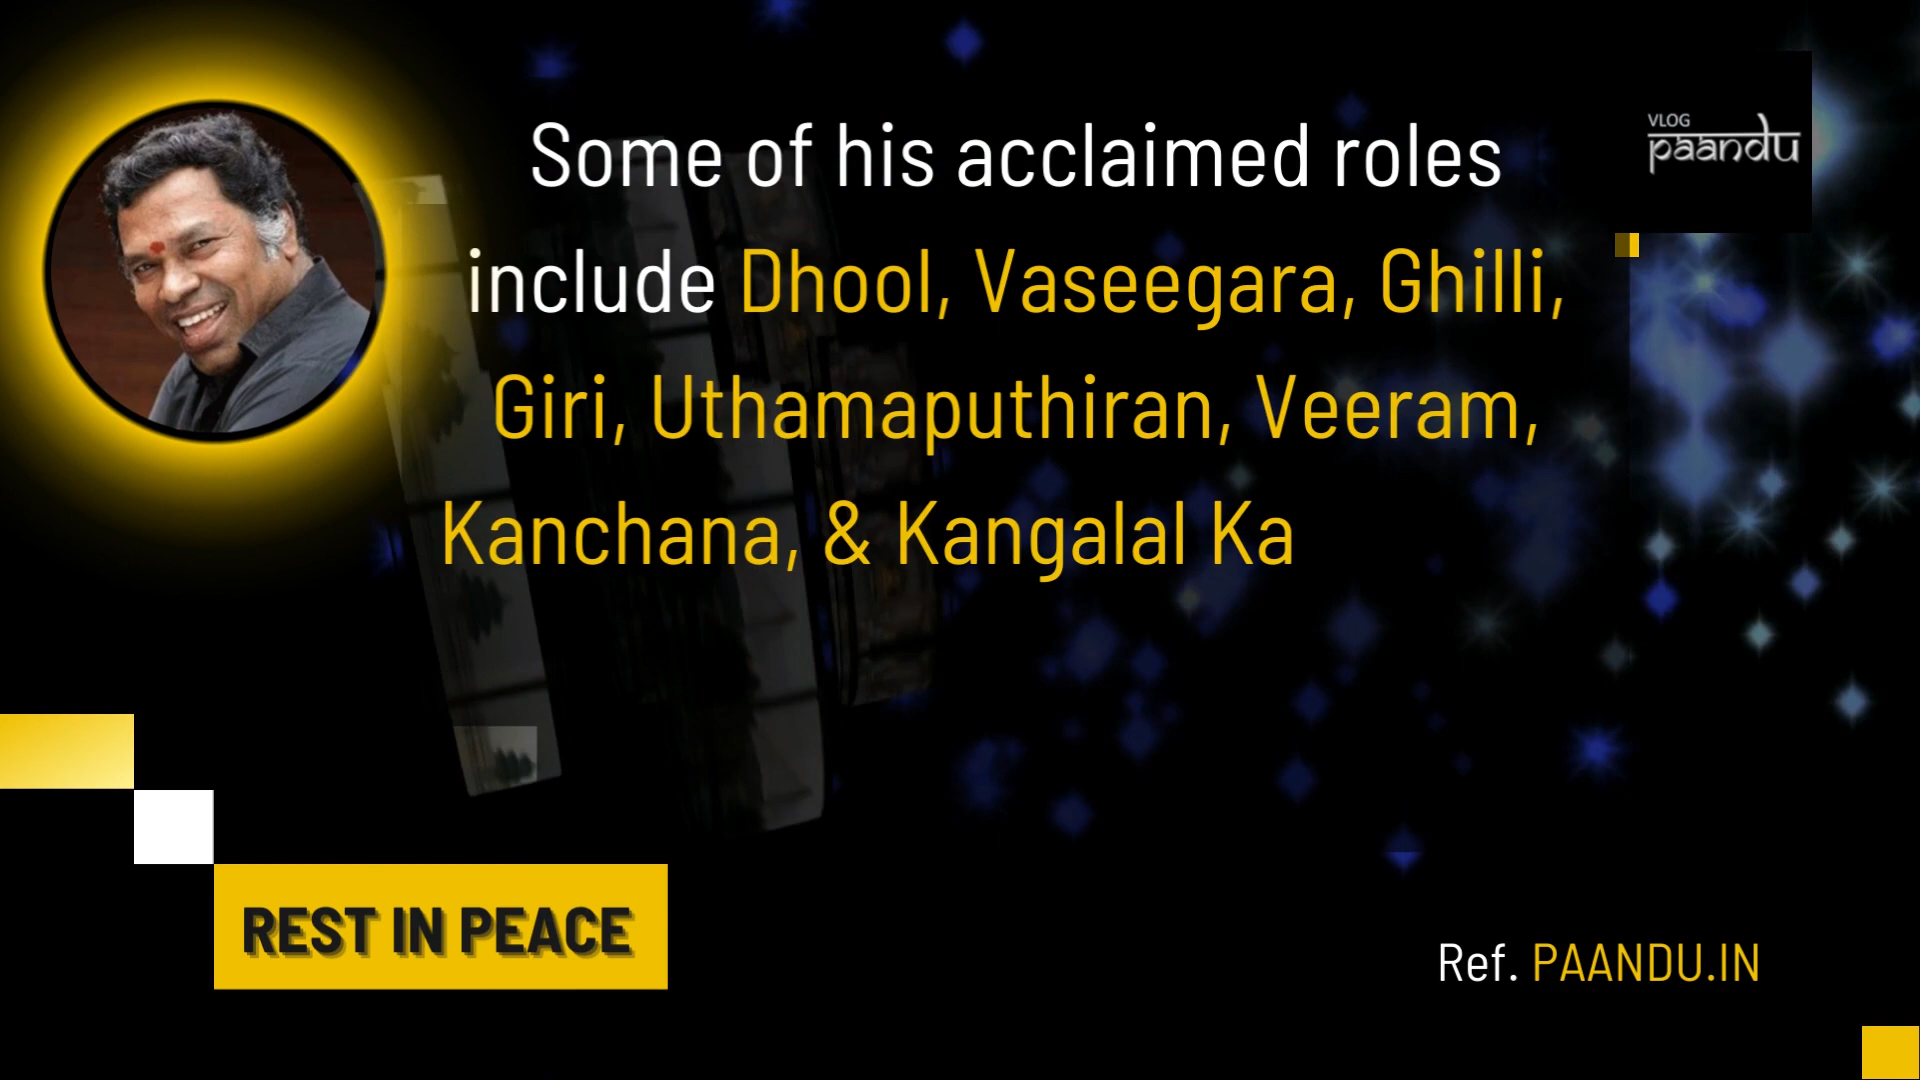 Some of his acclaimed roles
include Dhool, Vaseegara, Ghilli,
Giri, Uthamaputhiran, Veeram,
Kanchana, & Kangalal Ka
VLOG
paandu
REST IN PEACE
Ref. PAANDU.IN